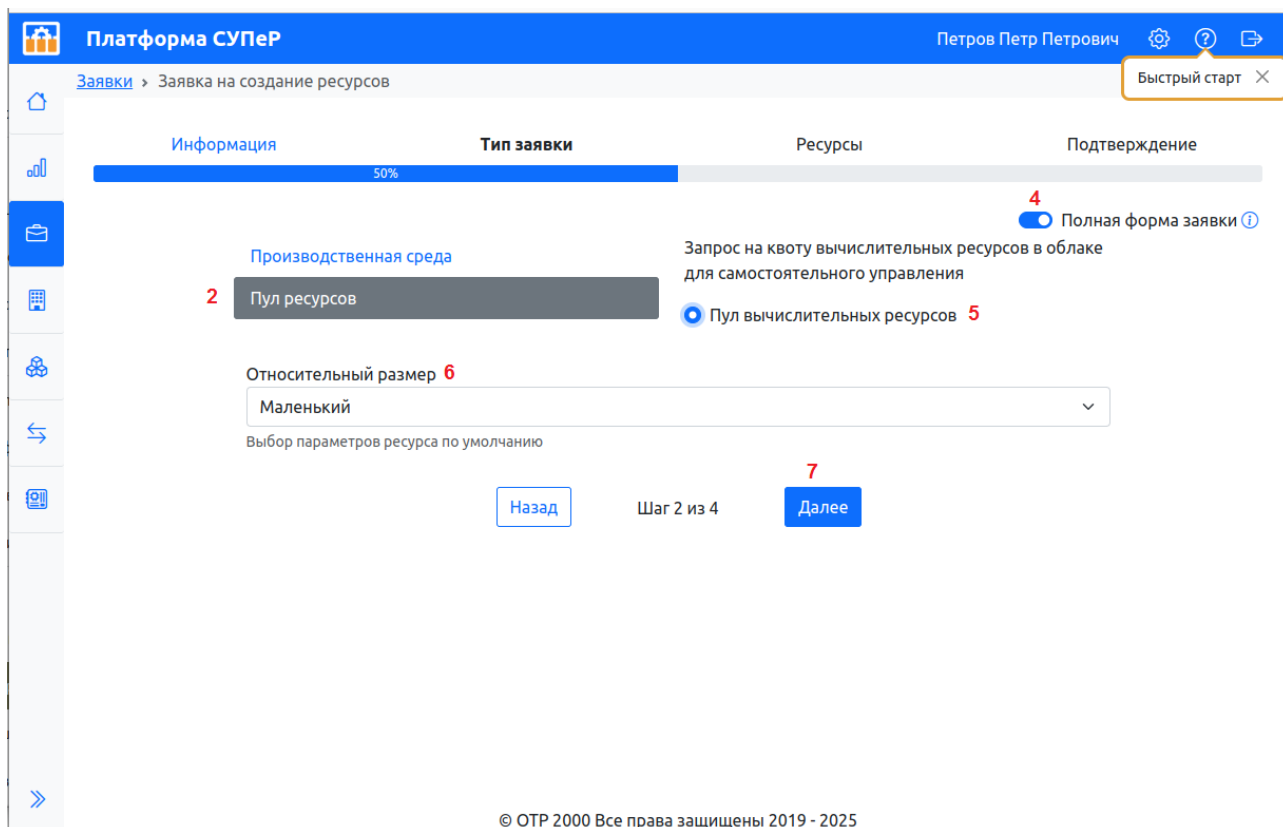 Платформа СУПеР
Петров Петр Петрович
Быстрый старт
Заявки › Заявка на создание ресурсов
Информация
Тип заявки
Ресурсы
Подтверждение
50%
4
Полная форма заявки
Производственная среда
2 Пул ресурсов
Запрос на квоту вычислительных ресурсов в облаке
для самостоятельного управления
Пул вычислительных ресурсов 5
Относительный размер 6
Маленький
Выбор параметров ресурса по умолчанию
7
Назад
Шаг 2 из 4
Далее
© ОТР 2000 Все права защищены 2019 - 2025